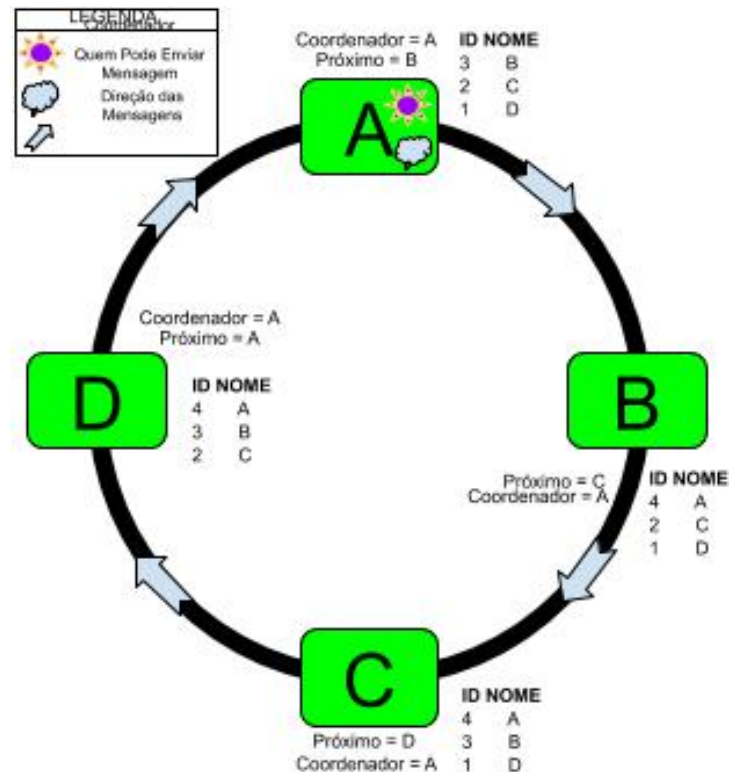 LEGENDA
Coordenador
Quem Pode Enviar
Mensagem
Direção das
Mensagens
Coordenador = A
Próximo = B
ID NOME
3 B
2 C
1 D
A
Coordenador = A
Próximo = A
D
ID NOME
4 A
3 B
2 C
B
Próximo = C
Coordenador = A
ID NOME
4 A
2 C
1 D
C
Próximo = D
Coordenador = A
ID NOME
4 A
3 B
1 D